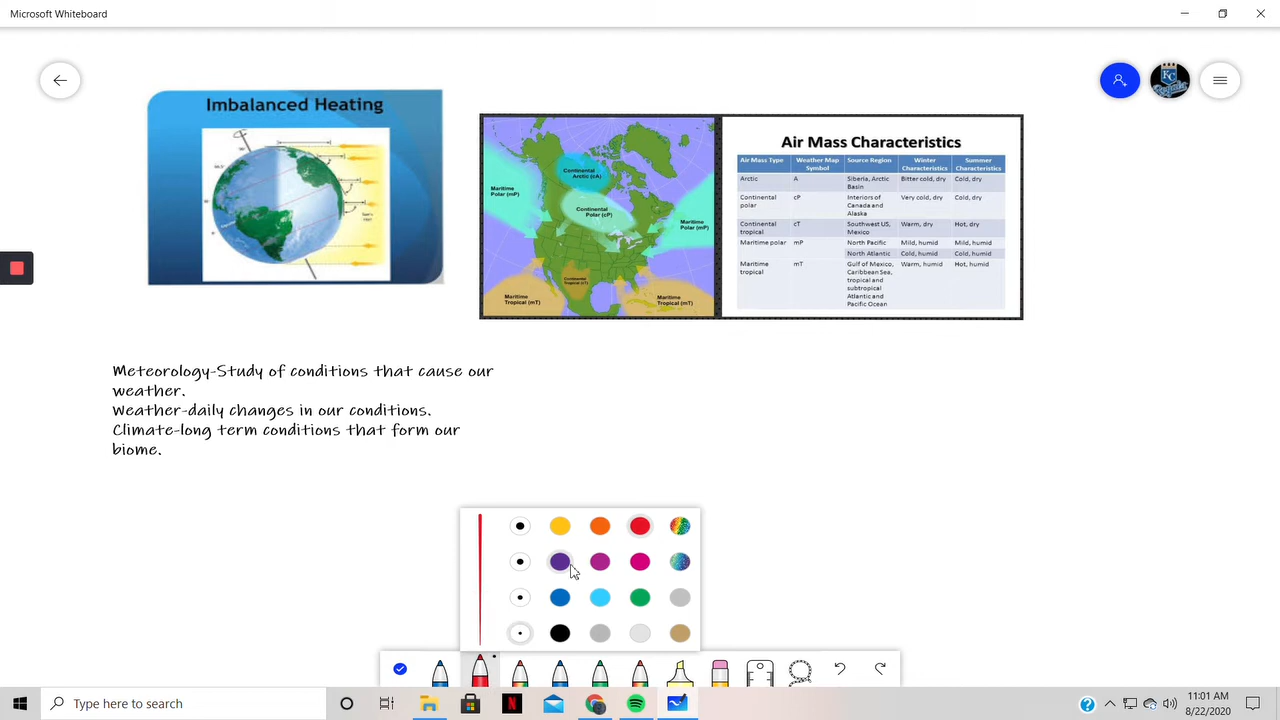 Microsoft Whiteboard
Imbalanced Heating
Continental
Arctic (cA)
Maritime
Polar (mP)
Continental
Polar (cP)
Maritime
Polar (mP)
Continental
Tropical (cT)
Maritime
Tropical (mT)
Maritime
Tropical (mT)
Air Mass Characteristics
Air Mass Type Weather Map Symbol Source Region Winter Characteristics Summer Characteristics
Arctic A Siberia, Arctic Basin Bitter cold, dry Cold, dry
Continental polar cP Interiors of Canada and Alaska Very cold, dry Cold, dry
Continental tropical cT Southwest US, Mexico Warm, dry Hot, dry
Maritime polar mP North Pacific Mild, humid Mild, humid
North Atlantic Cold, humid Cold, humid
Maritime tropical mT Gulf of Mexico, Caribbean Sea, tropical and subtropical Atlantic and Pacific Ocean Warm, humid Hot, humid
Meteorology-Study of conditions that cause our
weather.
Weather-daily changes in our conditions.
Climate-long term conditions that form our
biome.
Type here to search
11:01 AM
8/22/2020